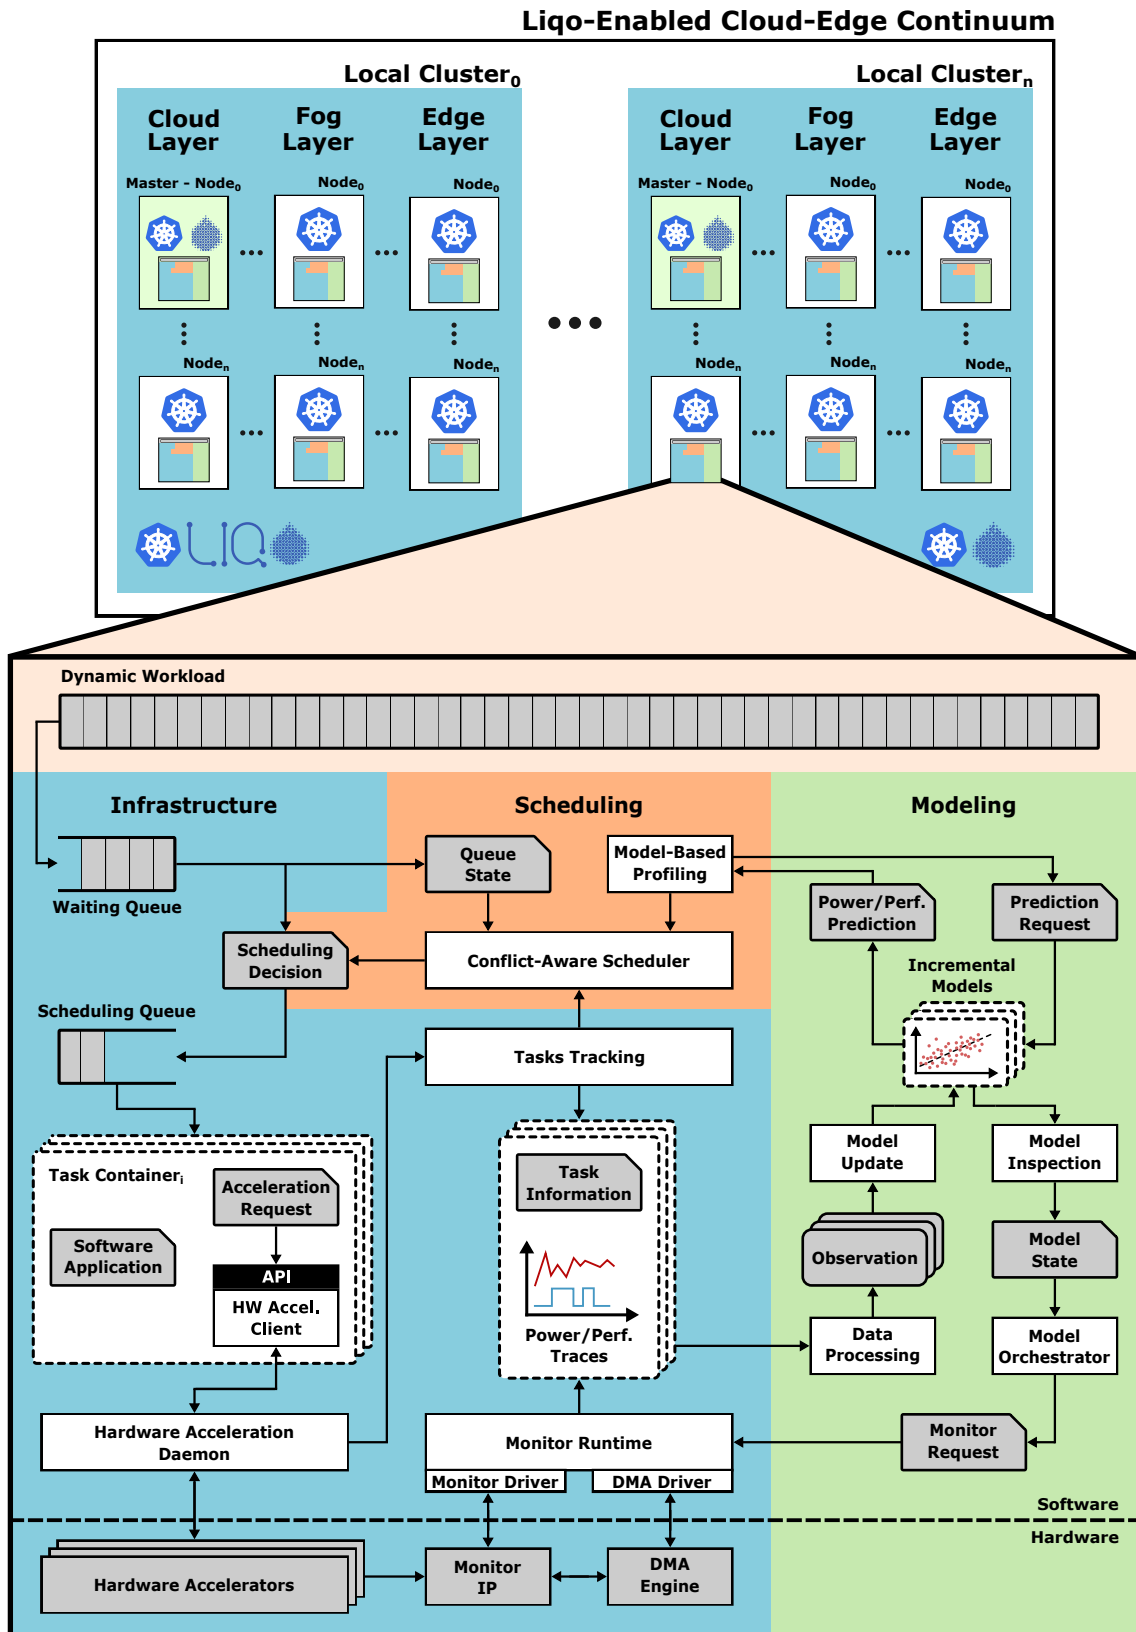 Liqo-Enabled Cloud-Edge Continuum
Local Cluster0
Local Clustern
Cloud
Layer
Fog
Layer
Edge
Layer
Cloud
Layer
Fog
Layer
Edge
Layer
Master - Node0
Node0
Node0
Master - Node0
Node0
Node0
Noden
Noden
Noden
Noden
Noden
Noden
LIQ
Dynamic Workload
Infrastructure
Scheduling
Modeling
Waiting Queue
Queue
State
Model-Based
Profiling
Power/Perf.
Prediction
Prediction
Request
Scheduling
Decision
Conflict-Aware Scheduler
Incremental
Models
Scheduling Queue
Tasks Tracking
Task Containeri
Acceleration
Request
Software
Application
API
HW Accel.
Client
Task
Information
Power/Perf.
Traces
Model
Update
Model
Inspection
Observation
Model
State
Data
Processing
Model
Orchestrator
Hardware Acceleration
Daemon
Monitor Runtime
Monitor Driver
DMA Driver
Monitor
Request
Software
Hardware
Hardware Accelerators
Monitor
IP
DMA
Engine